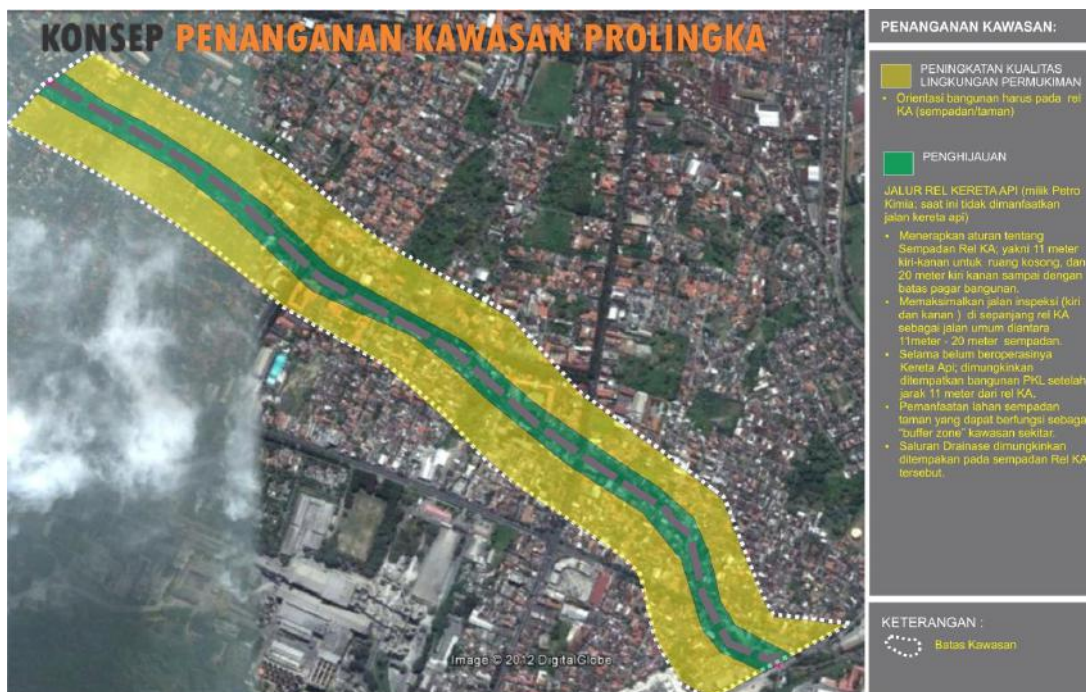 KONSEP PENANGANAN KAWASAN PROLINGKA
PENANGANAN KAWASAN:
PENINGKATAN KUALITAS
LINGKUNGAN PERMUKIMAN
• Orientasi bangunan harus pada rel
KA (sempadan/taman)
PENGHIJAUAN
JALUR REL KERETA API (milik Petro
Kimia: saat ini tidak dimanfaatkan
jalan kereta api)
• Menerapkan aturan tentang
Sempadan Rel KA; yakni 11 meter
kiri-kanan untuk ruang kosong, dan
20 meter kiri kanan sampai dengan
batas pagar bangunan.
• Memaksimalkan jalan inspeksi (kiri
dan kanan ) di sepanjang rel KA
sebagai jalan umum diantara
11meter - 20 meter sempadan.
• Selama belum beroperasinya
Kereta Api; dimungkinkan
ditempatkan bangunan PKL setelah
jarak 11 meter dari rel KA.
• Pemanfaatan lahan sempadan
taman yang dapat berfungsi sebaga
"buffer zone" kawasan sekitar.
• Saluran Drainase dimungkinkan
ditempakan pada sempadan Rel KA
tersebut.
KETERANGAN :
Batas Kawasan
Image © 2012 DigitalGlobe